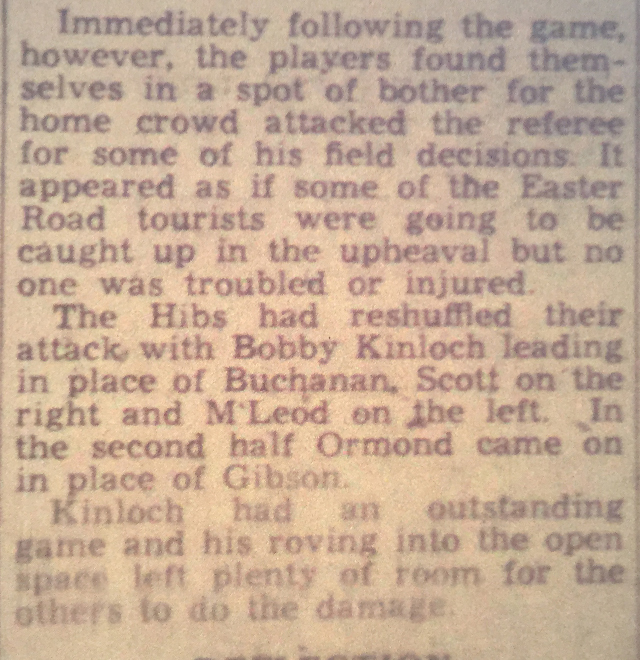 Immediately following the game,
however, the players found them-
selves in a spot of bother for the
home crowd attacked the referee
for some of his field decisions. It
appeared as if some of the Easter
Road tourists were going to be
caught up in the upheaval but no
one was troubled or injured.
The Hibs had reshuffled their
attack with Bobby Kinloch leading
in place of Buchanan, Scott on the
right and M'Leod on the left. In
the second half Ormond came on
in place of Gibson.
Kinloch had an outstanding
game and his roving into the open
space left plenty of room for the
others to do the damage.